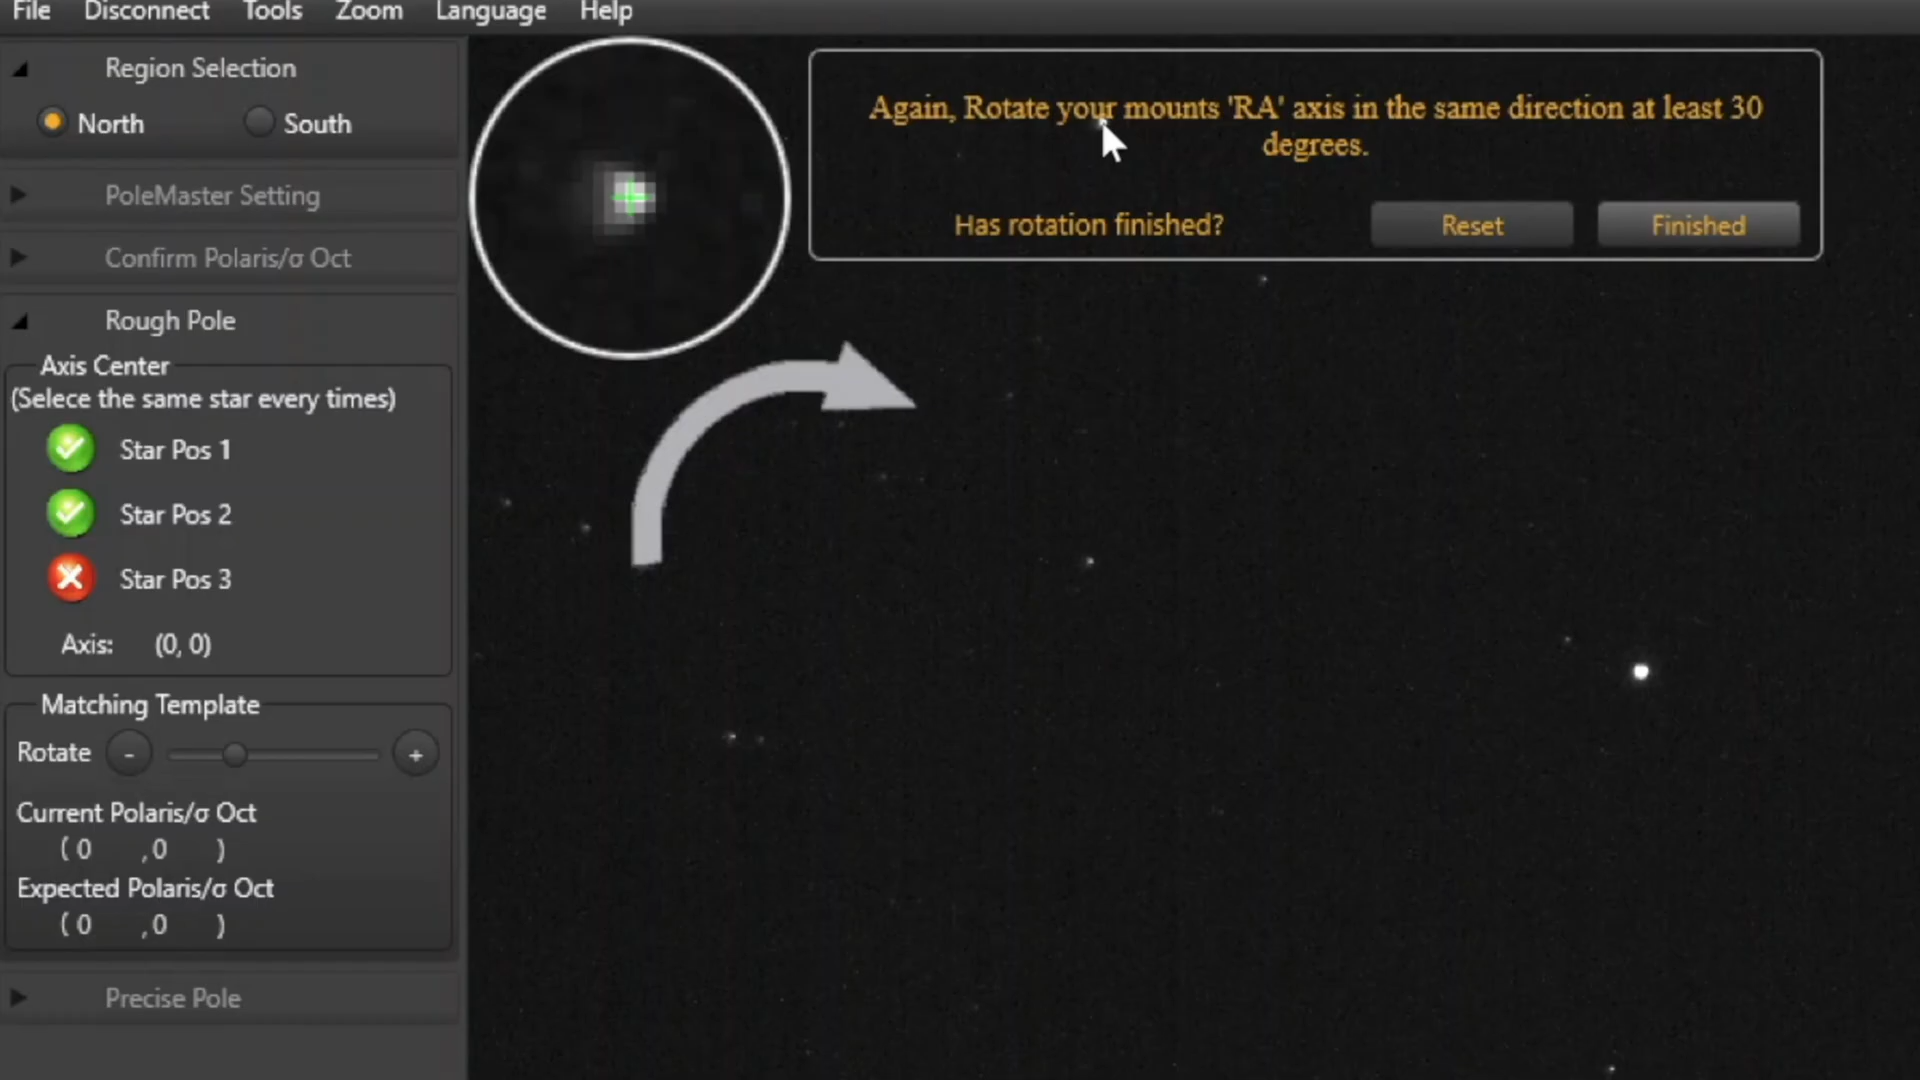 File Disconnect Tools Zoom Language Help
Region Selection
North South
PoleMaster Setting
Confirm Polaris/σ Oct
Rough Pole
Axis Center
(Selece the same star every times)
Star Pos 1
Star Pos 2
Star Pos 3
Axis: (0, 0)
Matching Template
Rotate - +
Current Polaris/σ Oct
( 0 ,0 )
Expected Polaris/σ Oct
( 0 ,0 )
Precise Pole
Again, Rotate your mounts 'RA' axis in the same direction at least 30
degrees.
Has rotation finished? Reset Finished